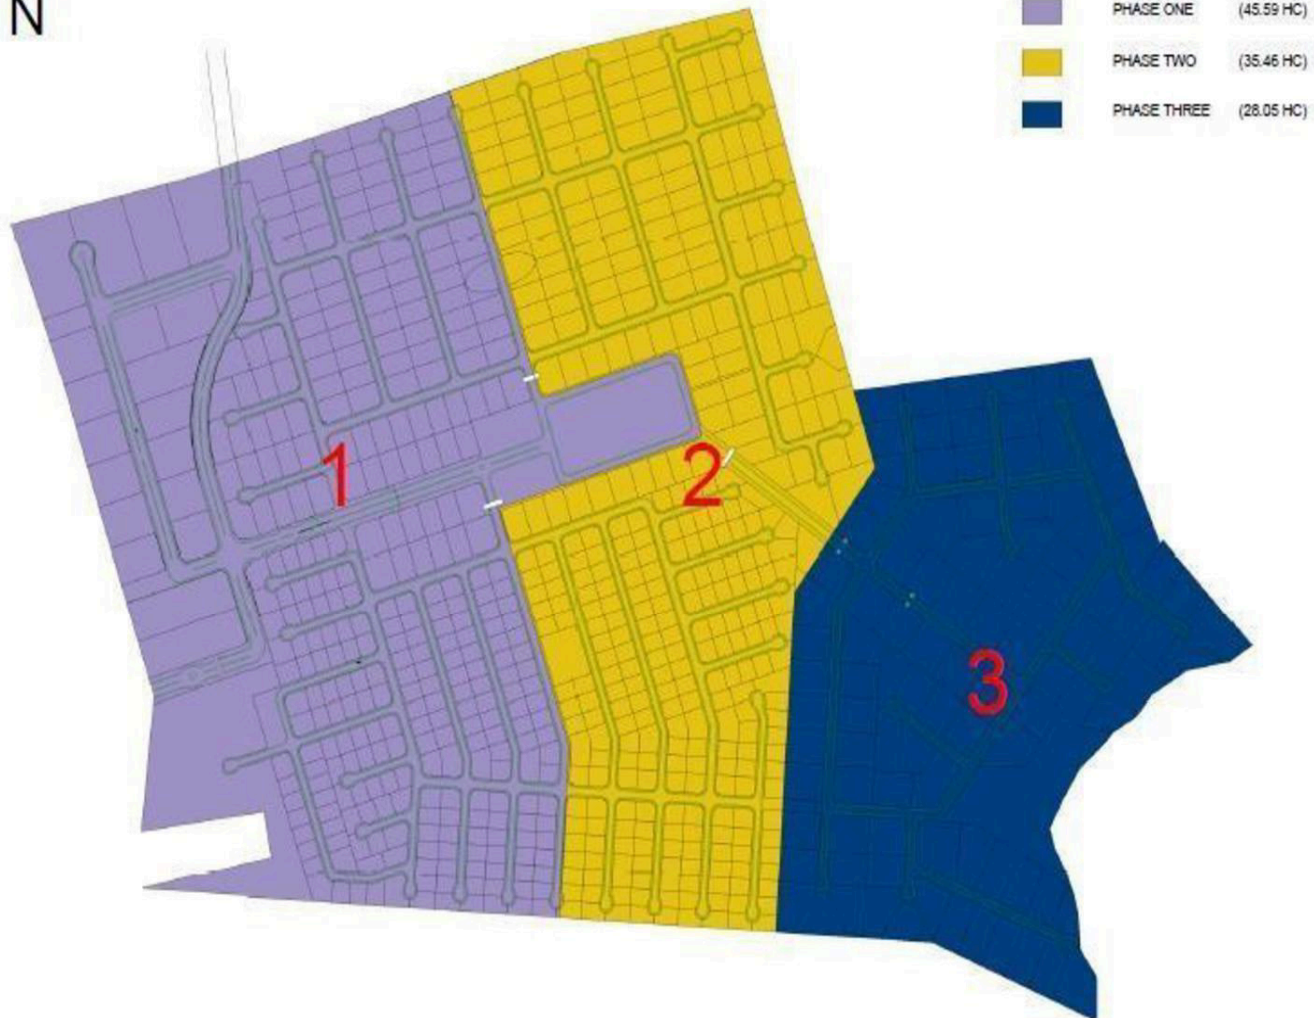 N
PHASE ONE (45.59 HC)
PHASE TWO (35.46 HC)
PHASE THREE (28.05 HC)
1
2
3